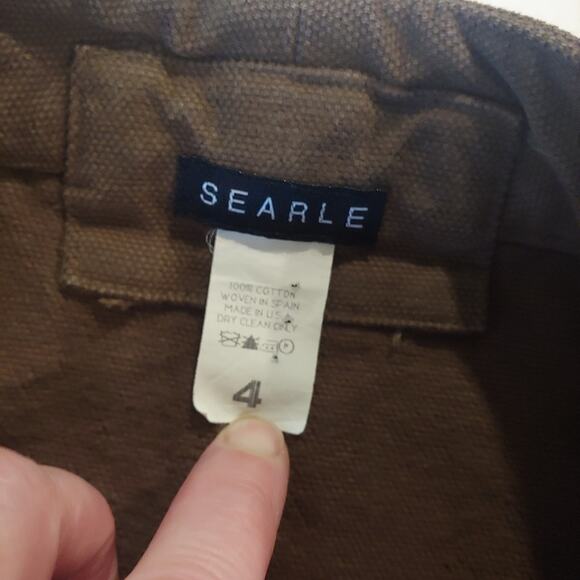 SEARLE
100% COTTON
WOVEN IN SPAIN
MADE IN U.S.A.
DRY CLEAN ONLY
4